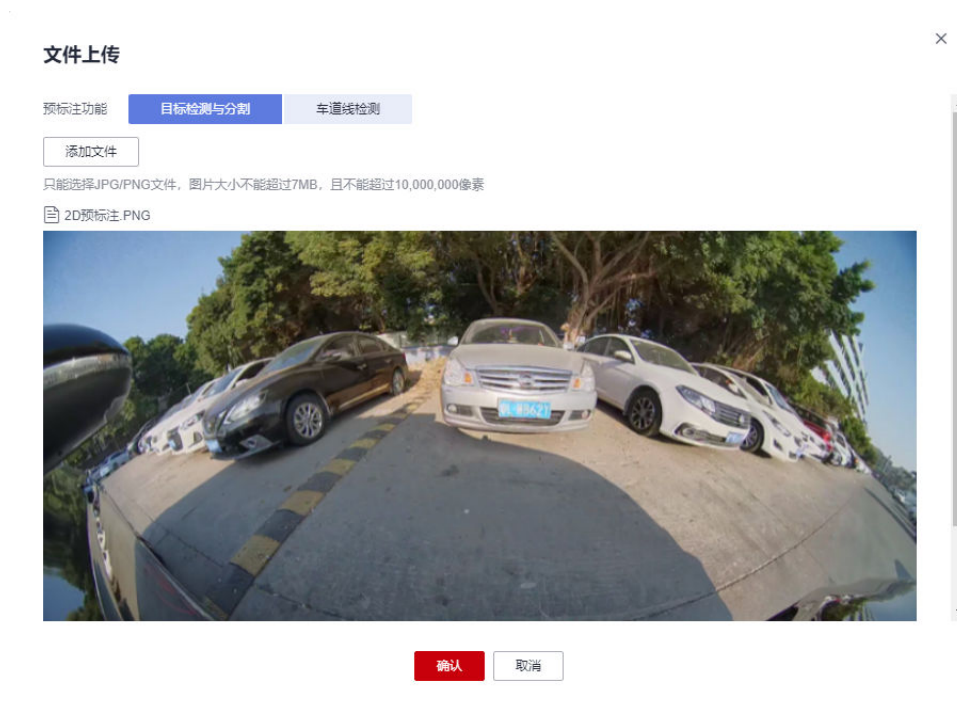 文件上传
预标注功能 目标检测与分割 车道线检测
添加文件
只能选择JPG/PNG文件，图片大小不能超过7MB，且不能超过10,000,000像素
2D预标注.PNG
确认 取消